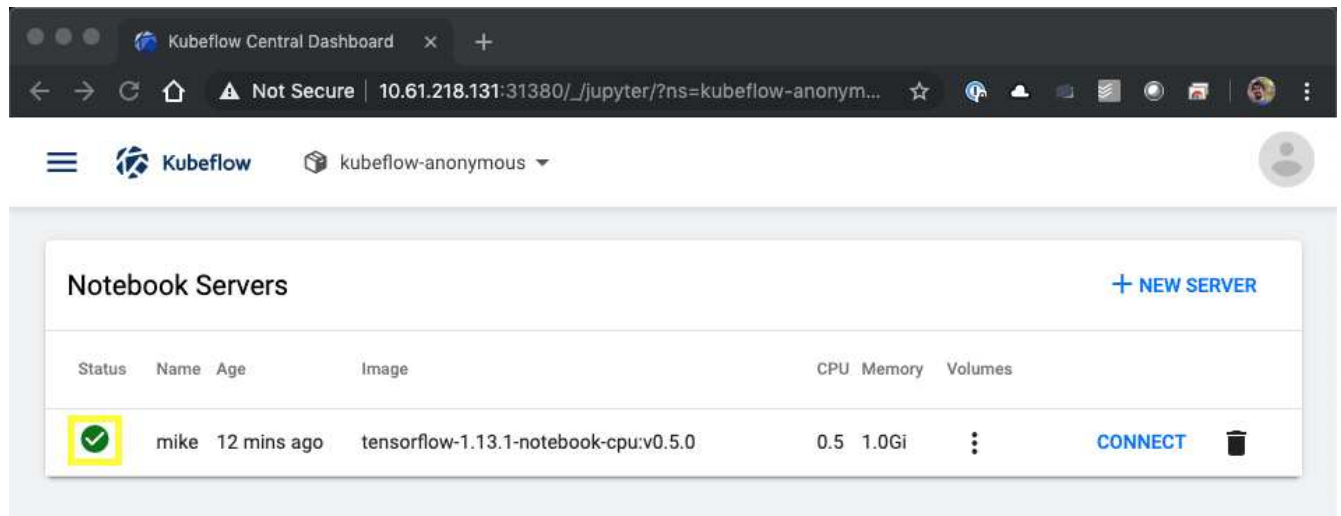 Kubeflow Central Dashboard
Not Secure | 10.61.218.131:31380/_/jupyter/?ns=kubeflow-anonym...
Kubeflow kubeflow-anonymous
Notebook Servers + NEW SERVER
Status Name Age Image CPU Memory Volumes
mike 12 mins ago tensorflow-1.13.1-notebook-cpu:v0.5.0 0.5 1.0Gi CONNECT